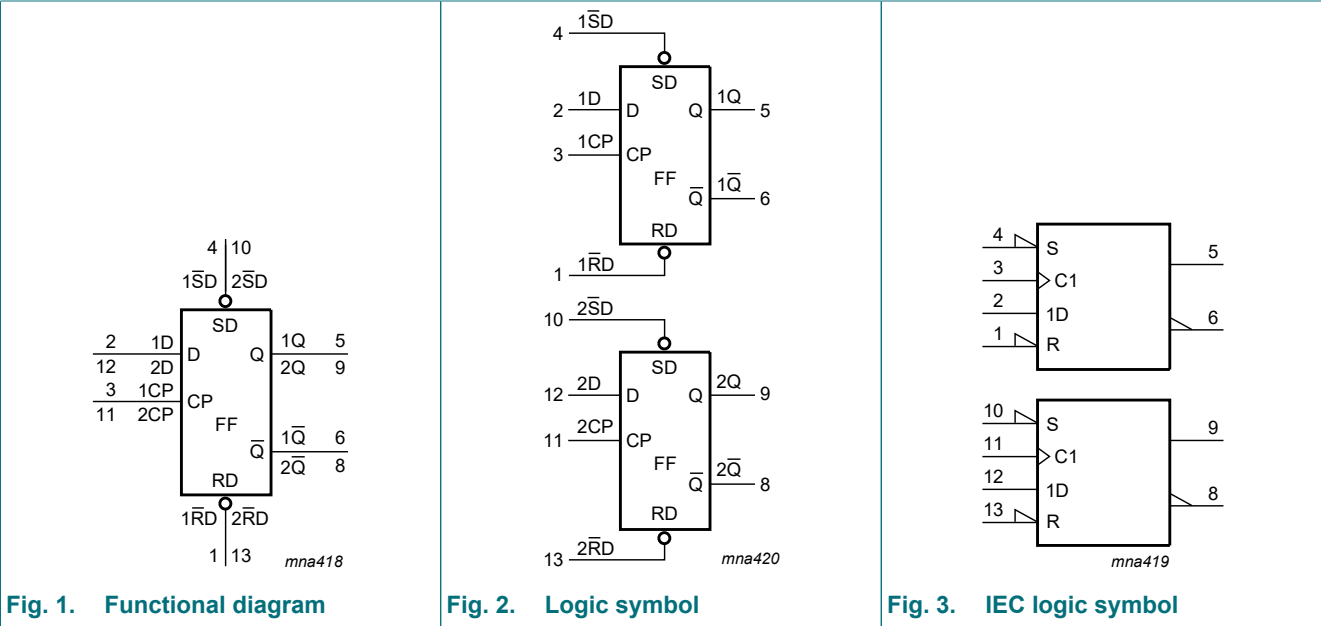 4 10
1S̅D 2S̅D
SD
2 1D D Q 1Q 5
12 2D 2Q 9
3 1CP CP
11 2CP
FF
Q̅ 1Q̅ 6
2Q̅ 8
RD
1R̅D 2R̅D
1 13
mna418
Fig. 1. Functional diagram
4 1S̅D
SD
2 1D D Q 1Q 5
3 1CP CP
FF
Q̅ 1Q̅ 6
RD
1 1R̅D
10 2S̅D
SD
12 2D D Q 2Q 9
11 2CP CP
FF
Q̅ 2Q̅ 8
RD
13 2R̅D
mna420
Fig. 2. Logic symbol
4 S 5
3 C1
2 1D 6
1 R
10 S 9
11 C1
12 1D 8
13 R
mna419
Fig. 3. IEC logic symbol